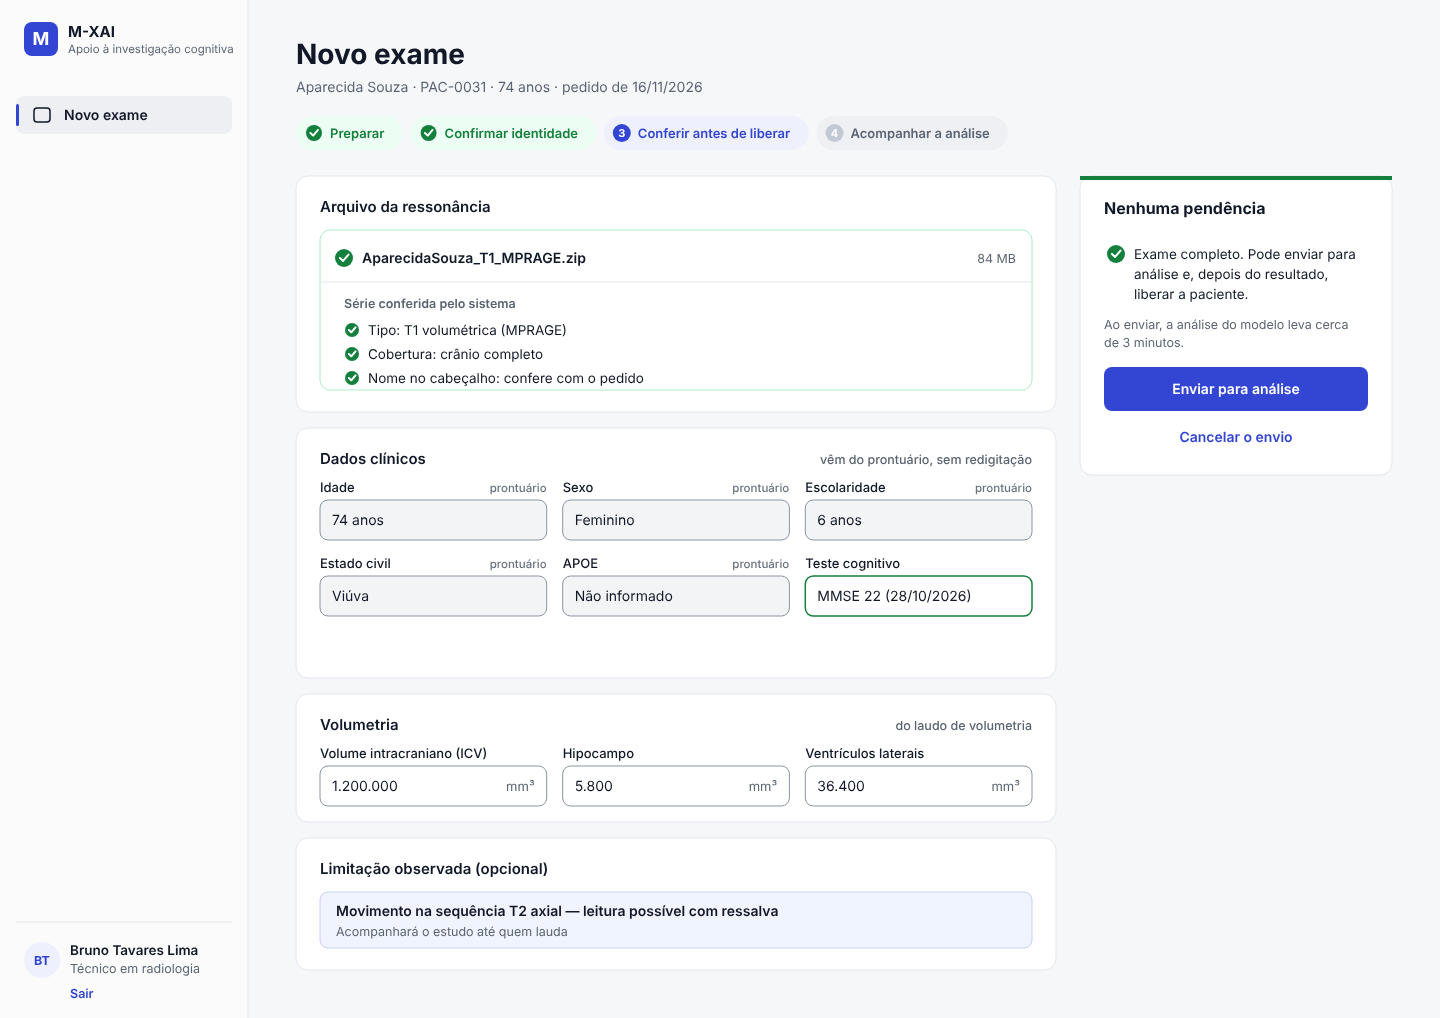 M
M-XAI
Apoio à investigação cognitiva
Novo exame
Novo exame
Aparecida Souza · PAC-0031 · 74 anos · pedido de 16/11/2026
Preparar
Confirmar identidade
3 Conferir antes de liberar
4 Acompanhar a análise
Arquivo da ressonância
AparecidaSouza_T1_MPRAGE.zip 84 MB
Série conferida pelo sistema
Tipo: T1 volumétrica (MPRAGE)
Cobertura: crânio completo
Nome no cabeçalho: confere com o pedido
Nenhuma pendência
Exame completo. Pode enviar para
análise e, depois do resultado,
liberar a paciente.
Ao enviar, a análise do modelo leva cerca
de 3 minutos.
Enviar para análise
Cancelar o envio
Dados clínicos vêm do prontuário, sem redigitação
Idade prontuário Sexo prontuário Escolaridade prontuário
74 anos Feminino 6 anos
Estado civil prontuário APOE prontuário Teste cognitivo
Viúva Não informado MMSE 22 (28/10/2026)
Volumetria do laudo de volumetria
Volume intracraniano (ICV) Hipocampo Ventrículos laterais
1.200.000 mm³ 5.800 mm³ 36.400 mm³
Limitação observada (opcional)
Movimento na sequência T2 axial — leitura possível com ressalva
Acompanhará o estudo até quem lauda
BT
Bruno Tavares Lima
Técnico em radiologia
Sair